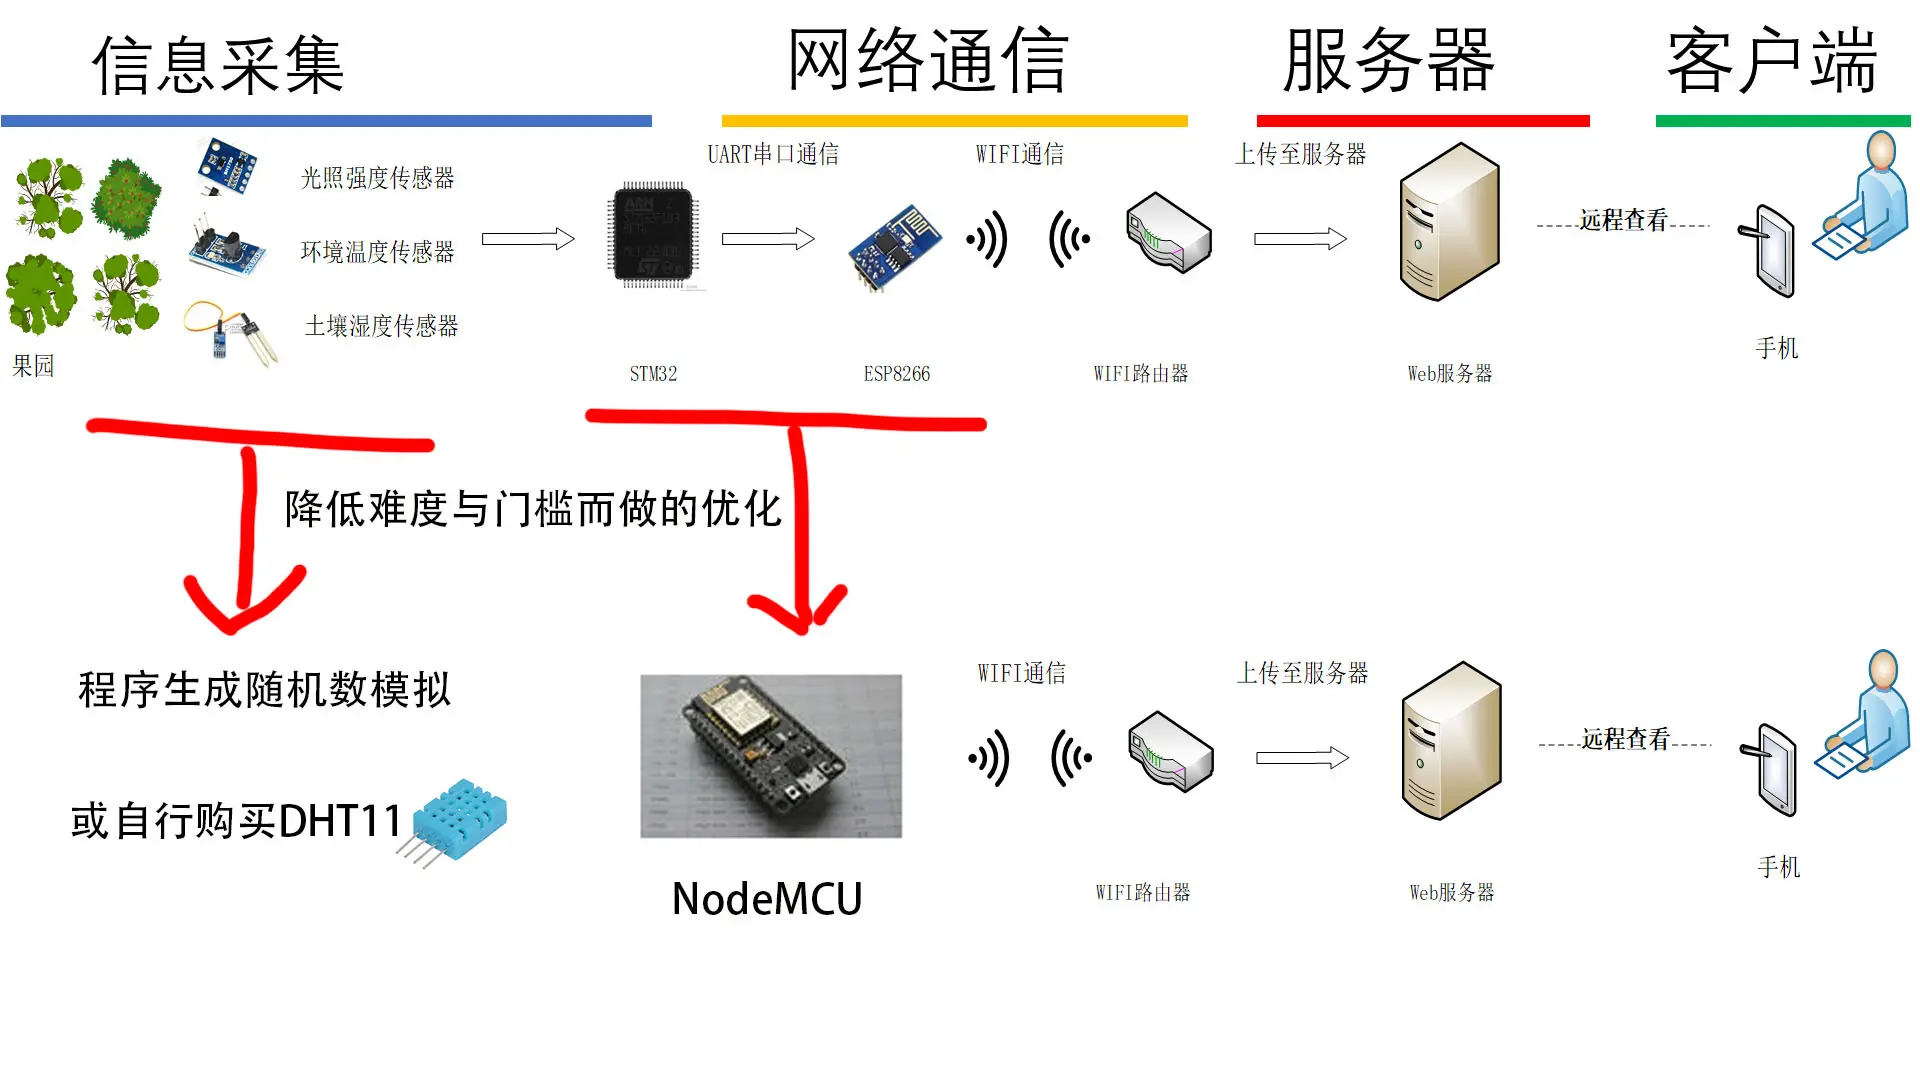 信息采集
网络通信
服务器
客户端
UART串口通信
WIFI通信
上传至服务器
光照强度传感器
环境温度传感器
土壤湿度传感器
ARM
远程查看
果园
STM32
ESP8266
WIFI路由器
Web服务器
手机
降低难度与门槛而做的优化
程序生成随机数模拟
或自行购买DHT11
NodeMCU
WIFI通信
上传至服务器
远程查看
WIFI路由器
Web服务器
手机